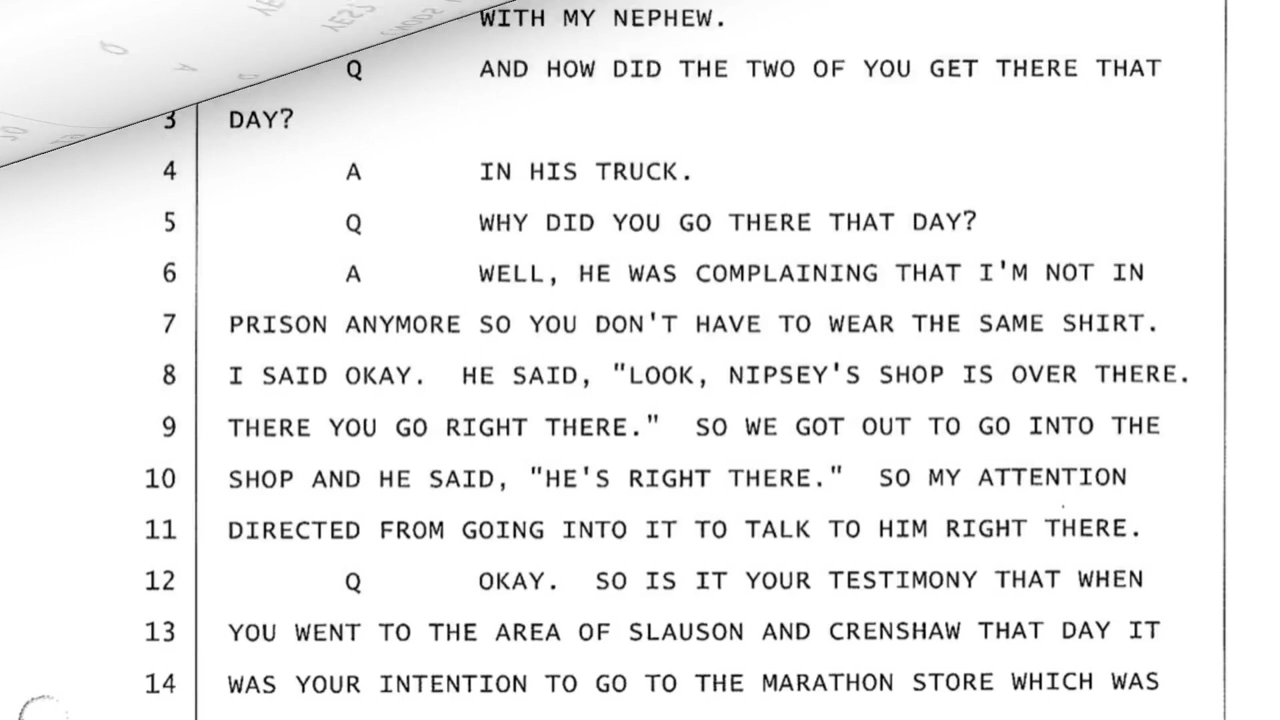 WITH MY NEPHEW.
Q AND HOW DID THE TWO OF YOU GET THERE THAT
3 DAY?
4 A IN HIS TRUCK.
5 Q WHY DID YOU GO THERE THAT DAY?
6 A WELL, HE WAS COMPLAINING THAT I'M NOT IN
7 PRISON ANYMORE SO YOU DON'T HAVE TO WEAR THE SAME SHIRT.
8 I SAID OKAY. HE SAID, "LOOK, NIPSEY'S SHOP IS OVER THERE.
9 THERE YOU GO RIGHT THERE." SO WE GOT OUT TO GO INTO THE
10 SHOP AND HE SAID, "HE'S RIGHT THERE." SO MY ATTENTION
11 DIRECTED FROM GOING INTO IT TO TALK TO HIM RIGHT THERE.
12 Q OKAY. SO IS IT YOUR TESTIMONY THAT WHEN
13 YOU WENT TO THE AREA OF SLAUSON AND CRENSHAW THAT DAY IT
14 WAS YOUR INTENTION TO GO TO THE MARATHON STORE WHICH WAS